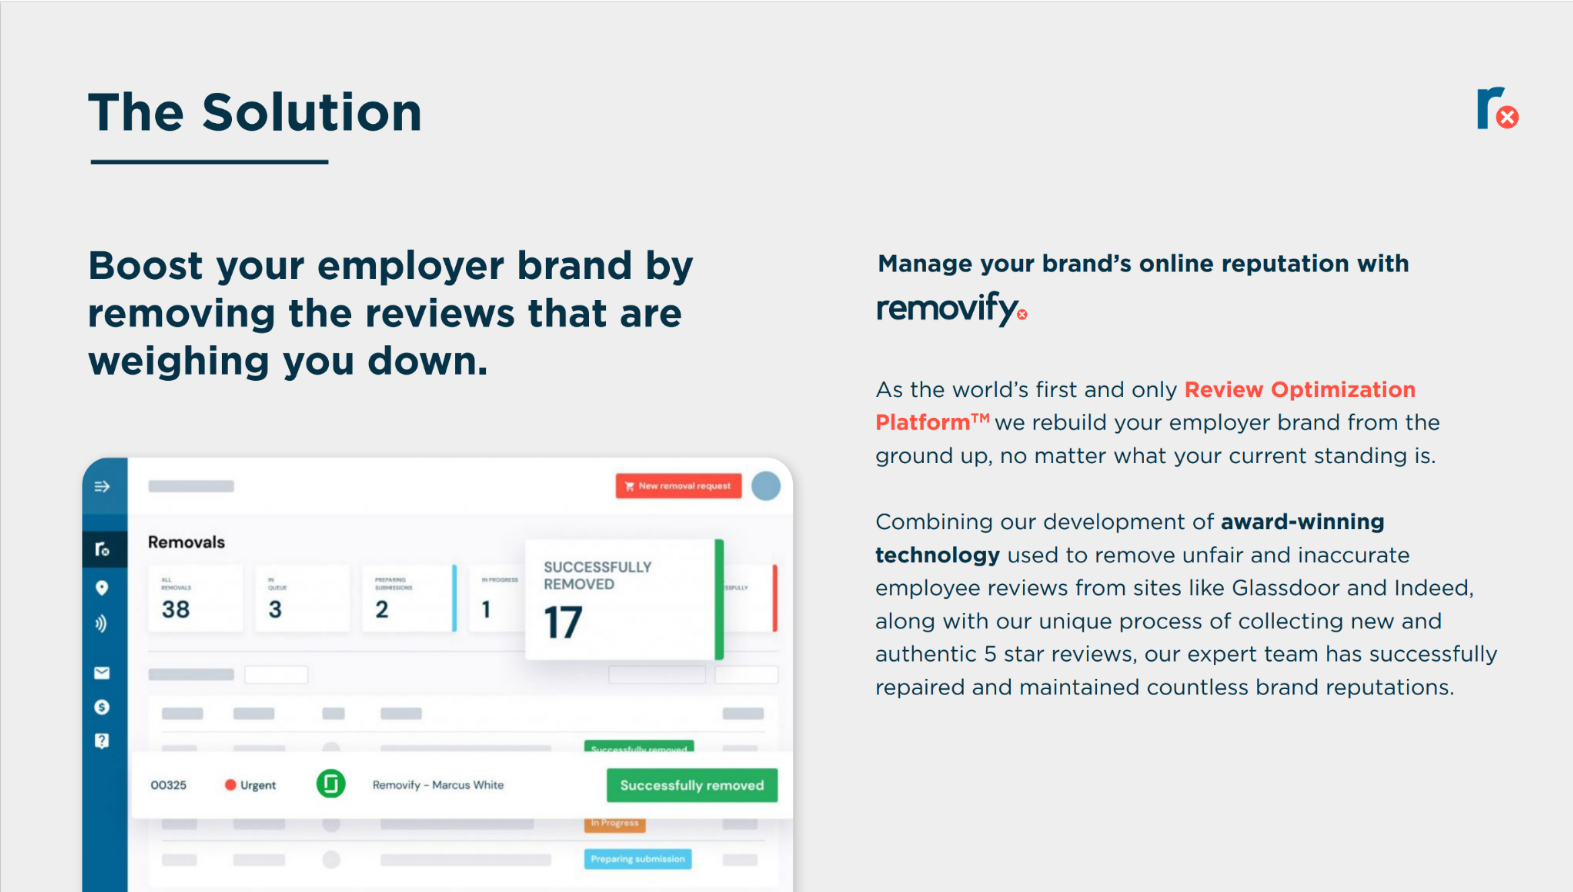 The Solution
Boost your employer brand by
removing the reviews that are
weighing you down.
New removal request
Removals
ALL
REMOVALS
38
IN
QUEUE
3
PREPARING
SUBMISSIONS
2
IN PROGRESS
1
SUCCESSFULLY
REMOVED
17
SSFULLY
Successfully removed
00325
Urgent
Removify - Marcus White
Successfully removed
In Progress
Preparing submission
Manage your brand's online reputation with
removify
As the world's first and only Review Optimization
Platform™ we rebuild your employer brand from the
ground up, no matter what your current standing is.
Combining our development of award-winning
technology used to remove unfair and inaccurate
employee reviews from sites like Glassdoor and Indeed,
along with our unique process of collecting new and
authentic 5 star reviews, our expert team has successfully
repaired and maintained countless brand reputations.